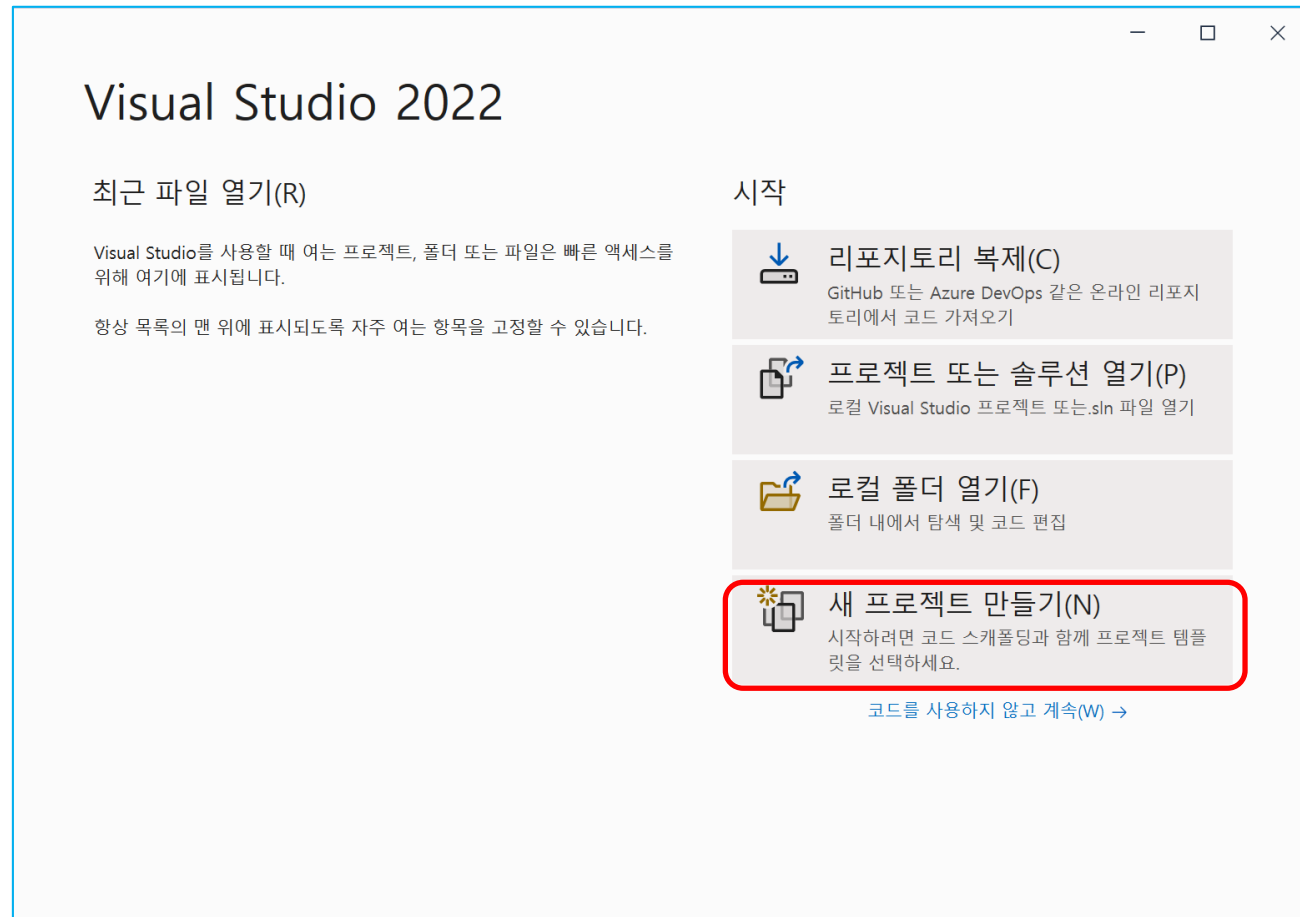 Visual Studio 2022
최근 파일 열기(R)
Visual Studio를 사용할 때 여는 프로젝트, 폴더 또는 파일은 빠른 액세스를
위해 여기에 표시됩니다.
항상 목록의 맨 위에 표시되도록 자주 여는 항목을 고정할 수 있습니다.
시작
리포지토리 복제(C)
GitHub 또는 Azure DevOps 같은 온라인 리포지
토리에서 코드 가져오기
프로젝트 또는 솔루션 열기(P)
로컬 Visual Studio 프로젝트 또는.sln 파일 열기
로컬 폴더 열기(F)
폴더 내에서 탐색 및 코드 편집
새 프로젝트 만들기(N)
시작하려면 코드 스캐폴딩과 함께 프로젝트 템플
릿을 선택하세요.
코드를 사용하지 않고 계속(W) →